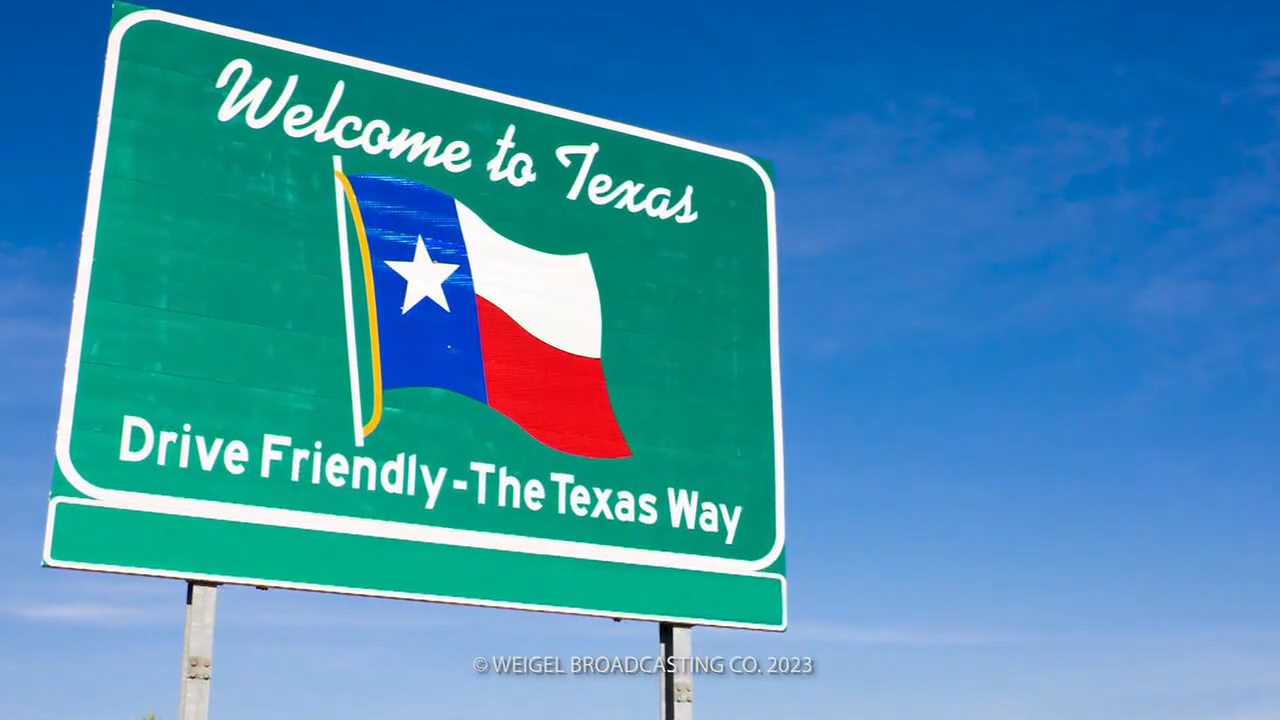 Welcome to Texas
Drive Friendly-The Texas Way
© WEIGEL BROADCASTING CO. 2023